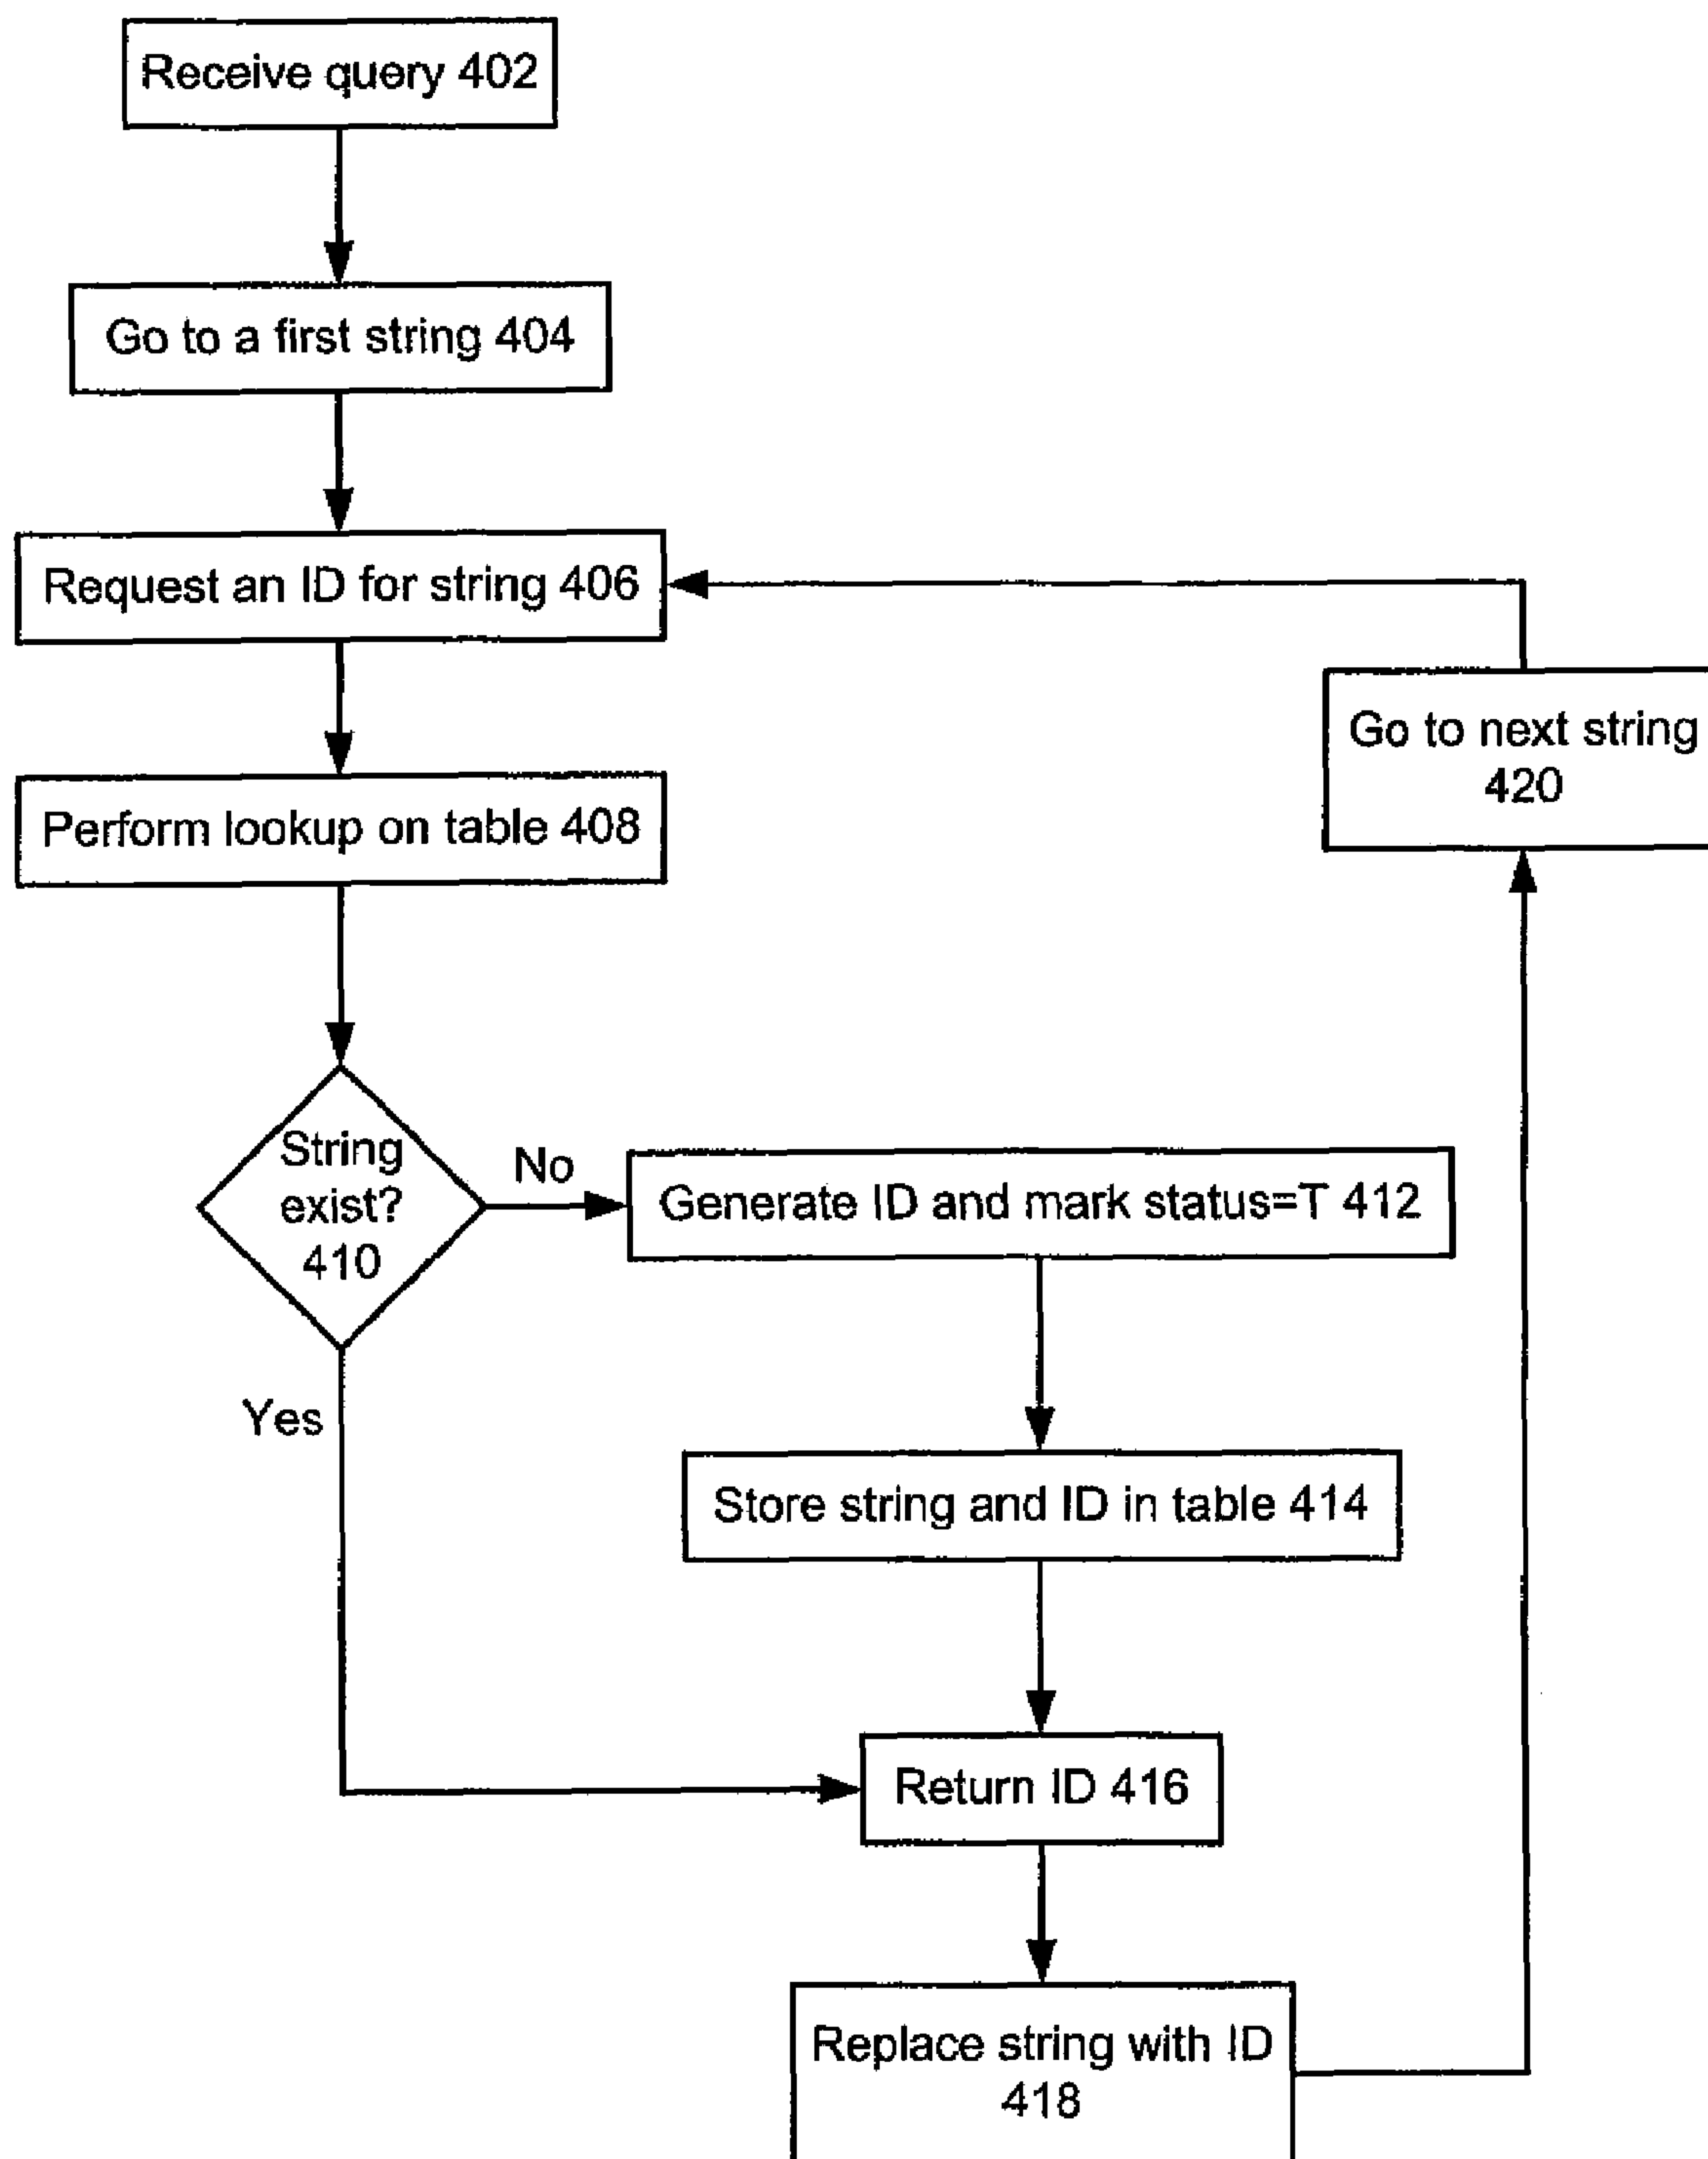 Receive query 402
Go to a first string 404
Request an ID for string 406
Go to next string
420
Perform lookup on table 408
String
exist?
410
No
Generate ID and mark status=T 412
Yes
Store string and ID in table 414
Return ID 416
Replace string with ID
418